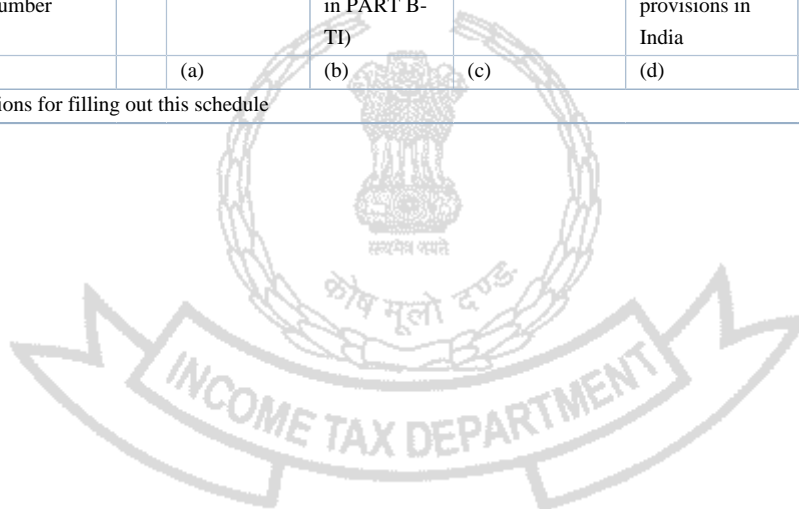 umber
in PART B-
TI)
provisions in
India
(a)
(b)
(c)
(d)
ions for filling out this schedule
सत्यमेव जयते
कोष मूलो दण्डः
INCOME TAX DEPARTMENT